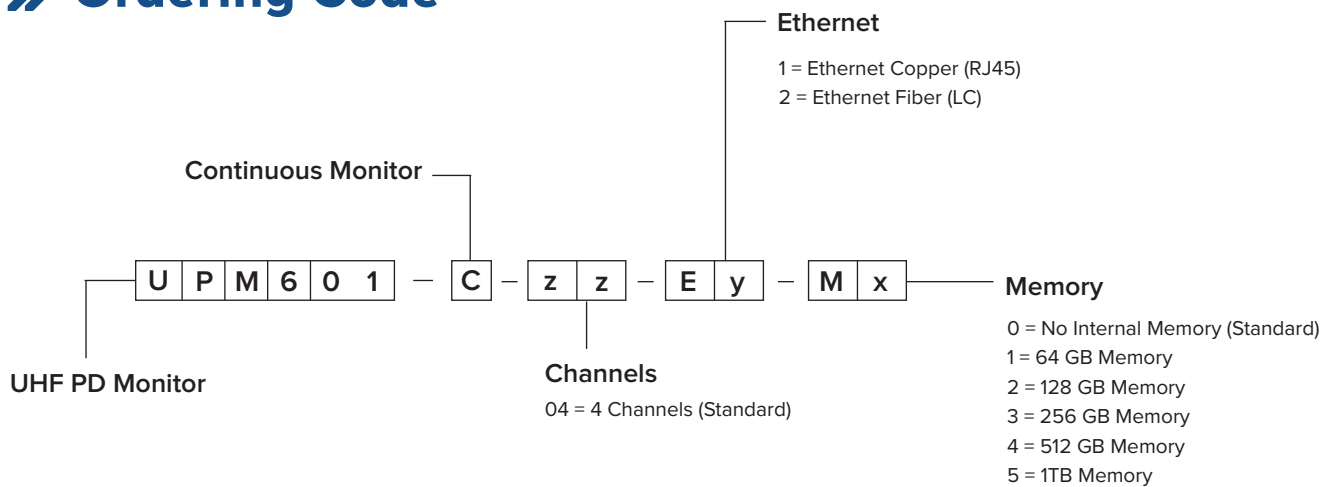 Ordering Code
Ethernet
1 = Ethernet Copper (RJ45)
2 = Ethernet Fiber (LC)
Continuous Monitor
U P M 6 0 1 – C – z z – E y – M x
Memory
0 = No Internal Memory (Standard)
1 = 64 GB Memory
2 = 128 GB Memory
3 = 256 GB Memory
4 = 512 GB Memory
5 = 1TB Memory
Channels
04 = 4 Channels (Standard)
UHF PD Monitor